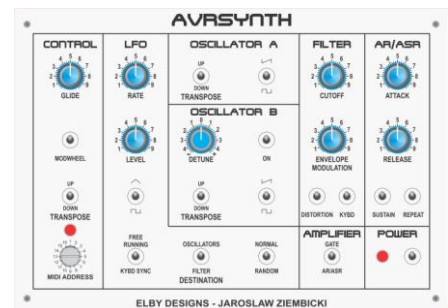 AVRSYNTH
CONTROL
GLIDE
MODWHEEL
UP
DOWN
TRANSPOSE
MIDI ADDRESS
LFO
RATE
LEVEL
FREE
RUNNING
KYBD SYNC
OSCILLATOR A
UP
DOWN
TRANSPOSE
OSCILLATOR B
DETUNE
ON
UP
DOWN
TRANSPOSE
OSCILLATORS
FILTER
DESTINATION
NORMAL
RANDOM
FILTER
CUTOFF
ENVELOPE
MODULATION
DISTORTION
KYBD
AMPLIFIER
GATE
AR/ASR
AR/ASR
ATTACK
RELEASE
SUSTAIN
REPEAT
POWER
ELBY DESIGNS - JAROSLAW ZIEMBICKI